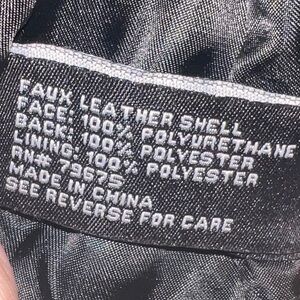 FAUX LEATHER SHELL
FACE: 100% POLYURETHANE
BACK: 100% POLYESTER
LINING: 100% POLYESTER
RN# 73675
MADE IN CHINA
SEE REVERSE FOR CARE